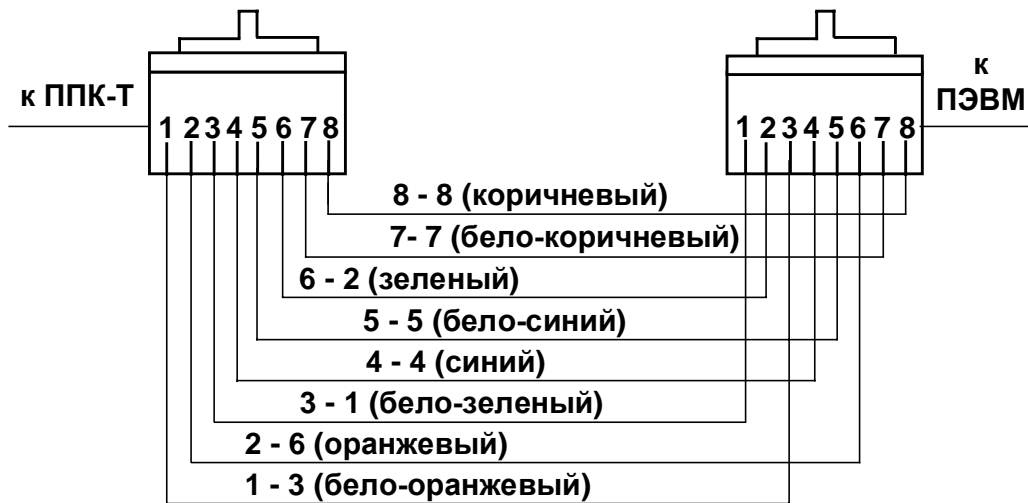 к ППК-Т
1 2 3 4 5 6 7 8
к
ПЭВМ
1 2 3 4 5 6 7 8
8 - 8 (коричневый)
7- 7 (бело-коричневый)
6 - 2 (зеленый)
5 - 5 (бело-синий)
4 - 4 (синий)
3 - 1 (бело-зеленый)
2 - 6 (оранжевый)
1 - 3 (бело-оранжевый)